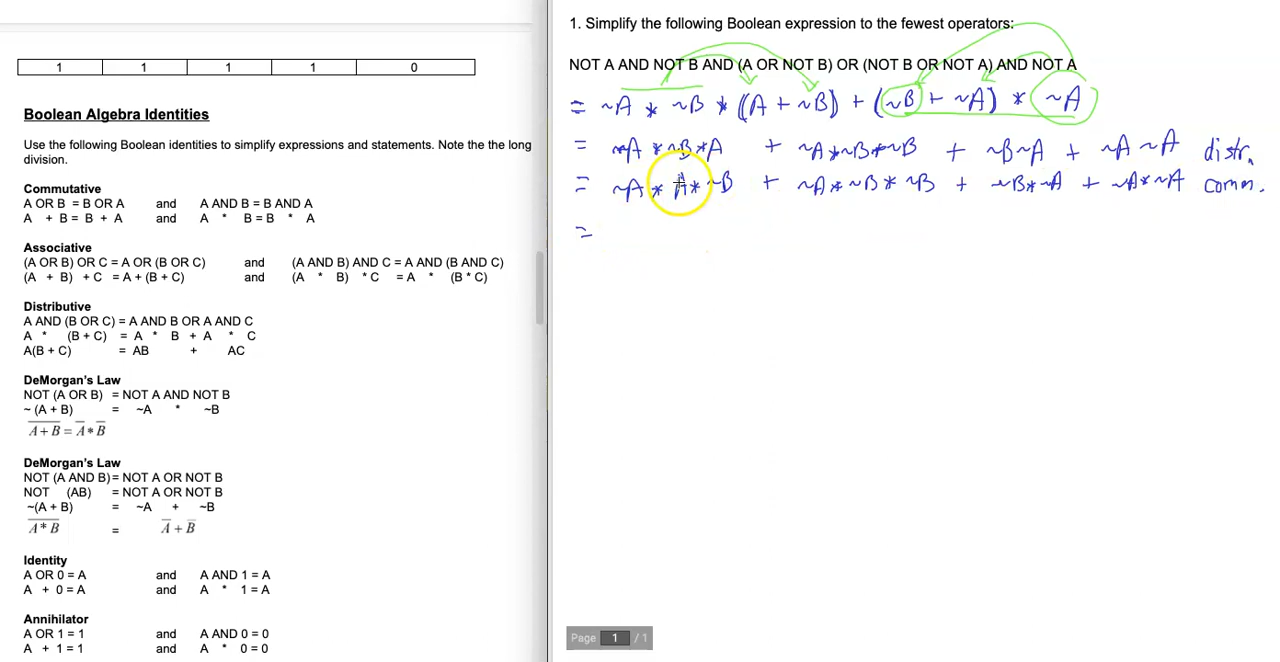 1 1 1 1 0
Boolean Algebra Identities
Use the following Boolean identities to simplify expressions and statements. Note the the long
division.
Commutative
A OR B = B OR A and A AND B = B AND A
A + B = B + A and A * B = B * A
Associative
(A OR B) OR C = A OR (B OR C) and (A AND B) AND C = A AND (B AND C)
(A + B) + C = A + (B + C) and (A * B) * C = A * (B * C)
Distributive
A AND (B OR C) = A AND B OR A AND C
A * (B + C) = A * B + A * C
A(B + C) = AB + AC
DeMorgan's Law
NOT (A OR B) = NOT A AND NOT B
~ (A + B) = ~A * ~B
\overline{A + B} = \overline{A} * \overline{B}
DeMorgan's Law
NOT (A AND B) = NOT A OR NOT B
NOT (AB) = NOT A OR NOT B
~(A + B) = ~A + ~B
\overline{A * B} = \overline{A} + \overline{B}
Identity
A OR 0 = A and A AND 1 = A
A + 0 = A and A * 1 = A
Annihilator
A OR 1 = 1 and A AND 0 = 0
A + 1 = 1 and A * 0 = 0
1. Simplify the following Boolean expression to the fewest operators:
NOT A AND NOT B AND (A OR NOT B) OR (NOT B OR NOT A) AND NOT A
= ~A * ~B * (A + ~B) + (~B + ~A) * ~A
= ~A * ~B * A + ~A * ~B * ~B + ~B ~A + ~A ~A distr.
= ~A * A * ~B + ~A * ~B * ~B + ~B * ~A + ~A * ~A comm.
=
Page 1 / 1